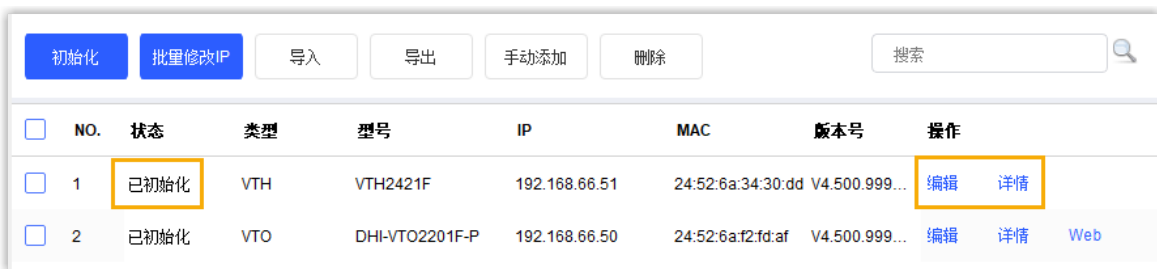 初始化 批量修改IP 导入 导出 手动添加 删除 搜索
NO. 状态 类型 型号 IP MAC 版本号 操作
1 已初始化 VTH VTH2421F 192.168.66.51 24:52:6a:34:30:dd V4.500.999... 编辑 详情
2 已初始化 VTO DHI-VTO2201F-P 192.168.66.50 24:52:6a:f2:fd:af V4.500.999... 编辑 详情 Web